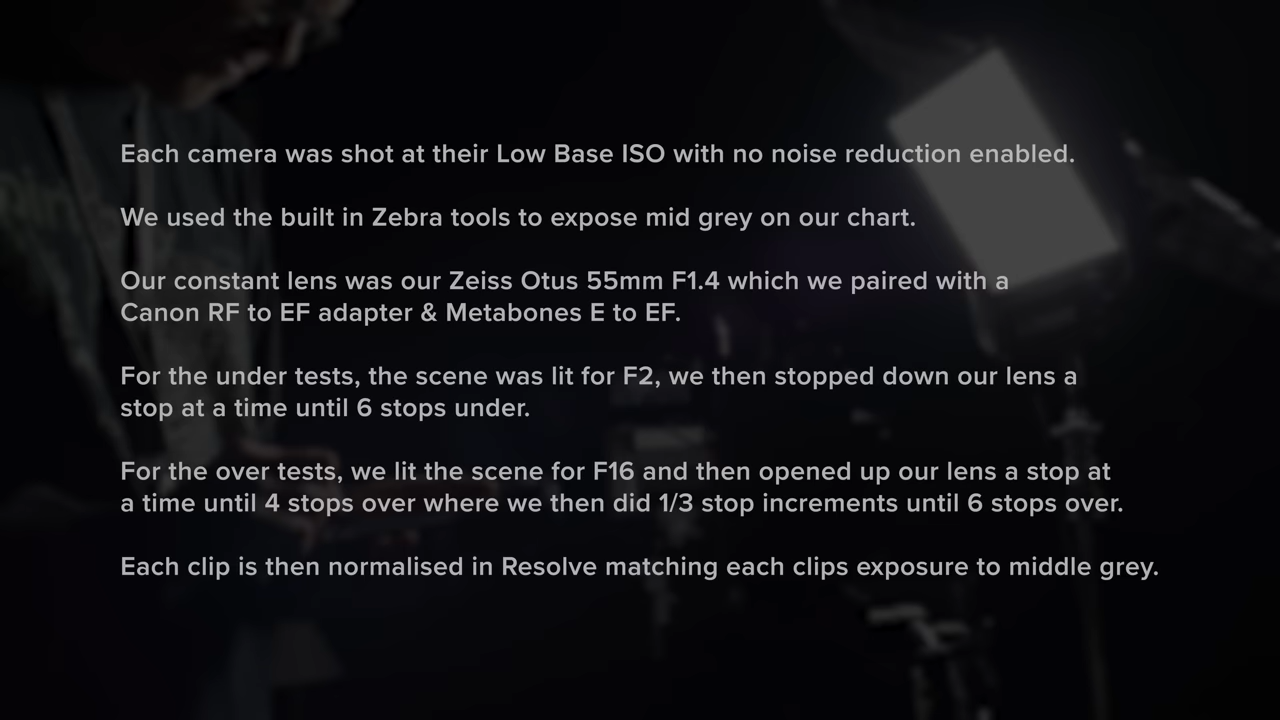 Each camera was shot at their Low Base ISO with no noise reduction enabled.
We used the built in Zebra tools to expose mid grey on our chart.
Our constant lens was our Zeiss Otus 55mm F1.4 which we paired with a
Canon RF to EF adapter & Metabones E to EF.
For the under tests, the scene was lit for F2, we then stopped down our lens a
stop at a time until 6 stops under.
For the over tests, we lit the scene for F16 and then opened up our lens a stop at
a time until 4 stops over where we then did 1/3 stop increments until 6 stops over.
Each clip is then normalised in Resolve matching each clips exposure to middle grey.